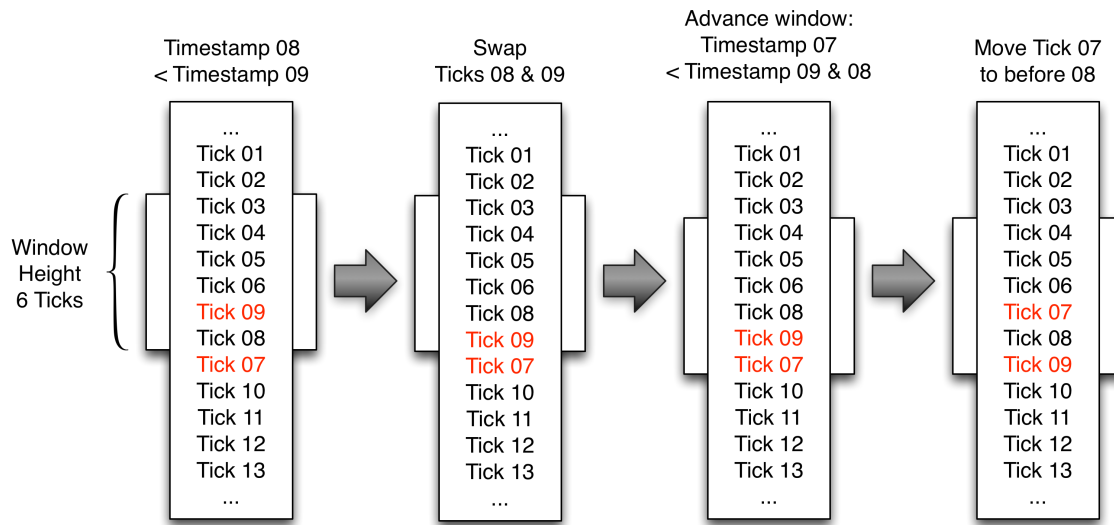 Timestamp 08
< Timestamp 09
Swap
Ticks 08 & 09
Advance window:
Timestamp 07
< Timestamp 09 & 08
Move Tick 07
to before 08
Window
Height
6 Ticks
...
Tick 01
Tick 02
Tick 03
Tick 04
Tick 05
Tick 06
Tick 09
Tick 08
Tick 07
Tick 10
Tick 11
Tick 12
Tick 13
...
...
Tick 01
Tick 02
Tick 03
Tick 04
Tick 05
Tick 06
Tick 08
Tick 09
Tick 07
Tick 10
Tick 11
Tick 12
Tick 13
...
...
Tick 01
Tick 02
Tick 03
Tick 04
Tick 05
Tick 06
Tick 08
Tick 09
Tick 07
Tick 10
Tick 11
Tick 12
Tick 13
...
...
Tick 01
Tick 02
Tick 03
Tick 04
Tick 05
Tick 06
Tick 07
Tick 08
Tick 09
Tick 10
Tick 11
Tick 12
Tick 13
...